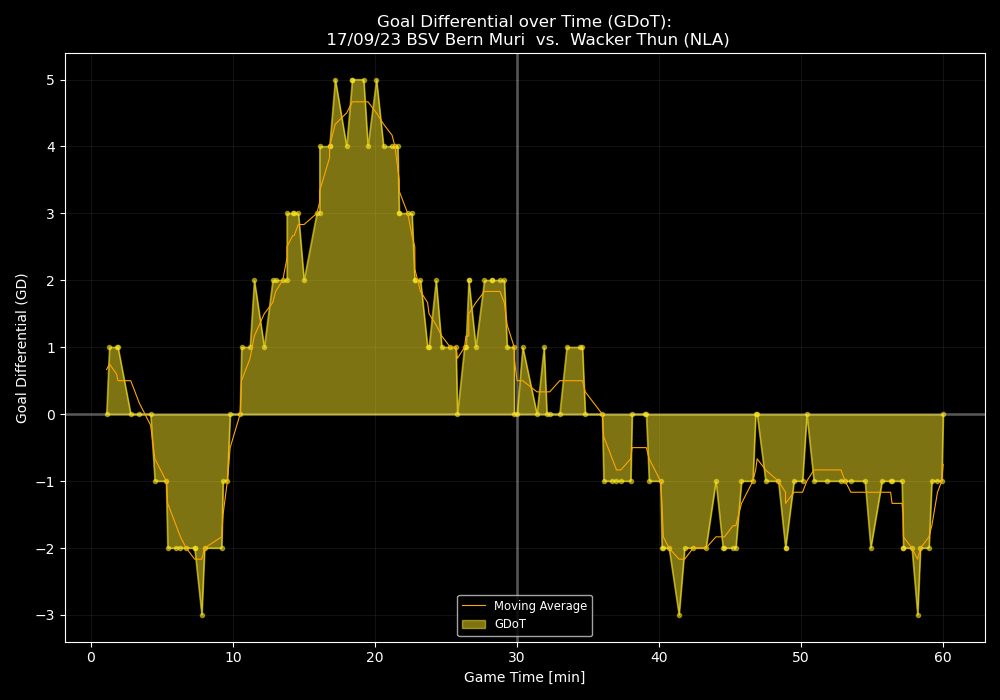 Goal Differential over Time (GDoT):
17/09/23 BSV Bern Muri  vs.  Wacker Thun (NLA)
Goal Differential (GD)
5
4
3
2
1
0
−1
−2
−3
Moving Average
GDoT
0 10 20 30 40 50 60
Game Time [min]